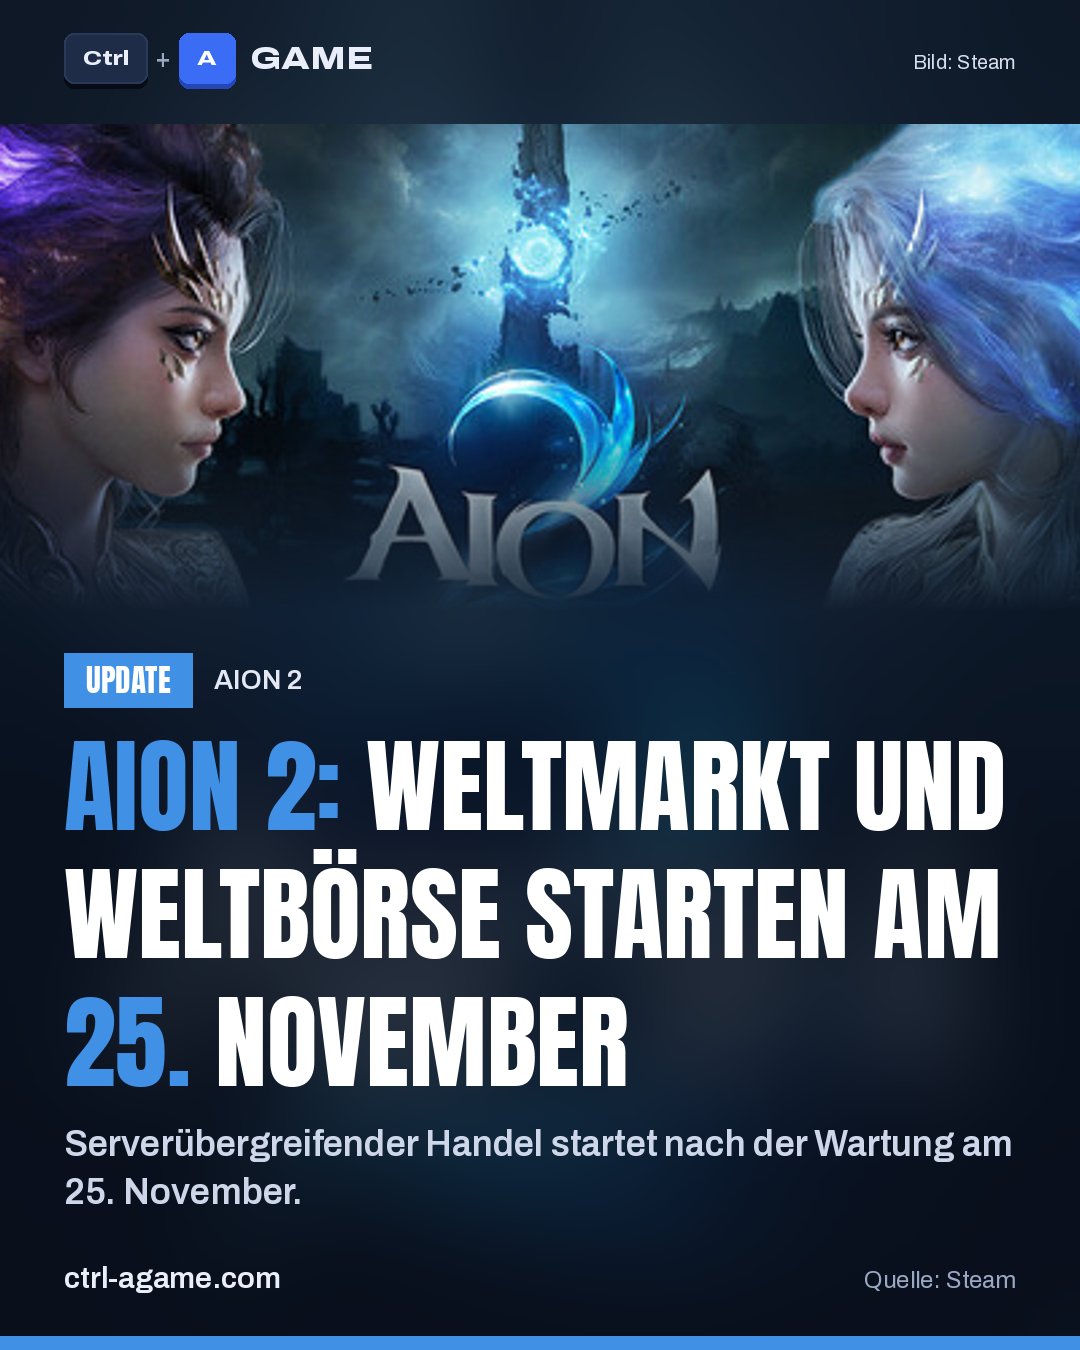 Ctrl + A GAME
Bild: Steam
AION 2
UPDATE
AION 2
AION 2: WELTMARKT UND
WELTBÖRSE STARTEN AM
25. NOVEMBER
Serverübergreifender Handel startet nach der Wartung am
25. November.
ctrl-agame.com
Quelle: Steam